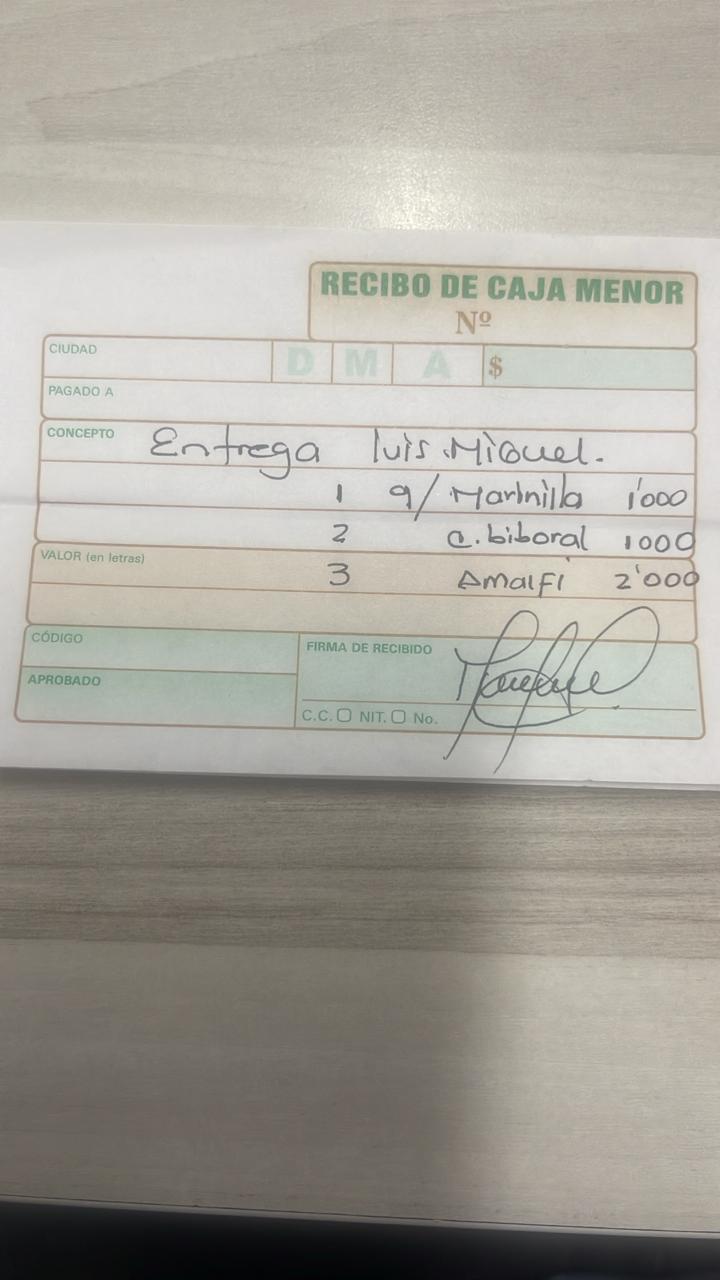 RECIBO DE CAJA MENOR
Nº
CIUDAD D M A $
PAGADO A
CONCEPTO Entrega luis Miguel.
1 9/ Marinilla 1'000
2 c. biboral 1000
VALOR (en letras) 3 Amalfi 2'000
CÓDIGO
FIRMA DE RECIBIDO
APROBADO
C.C. NIT. No.